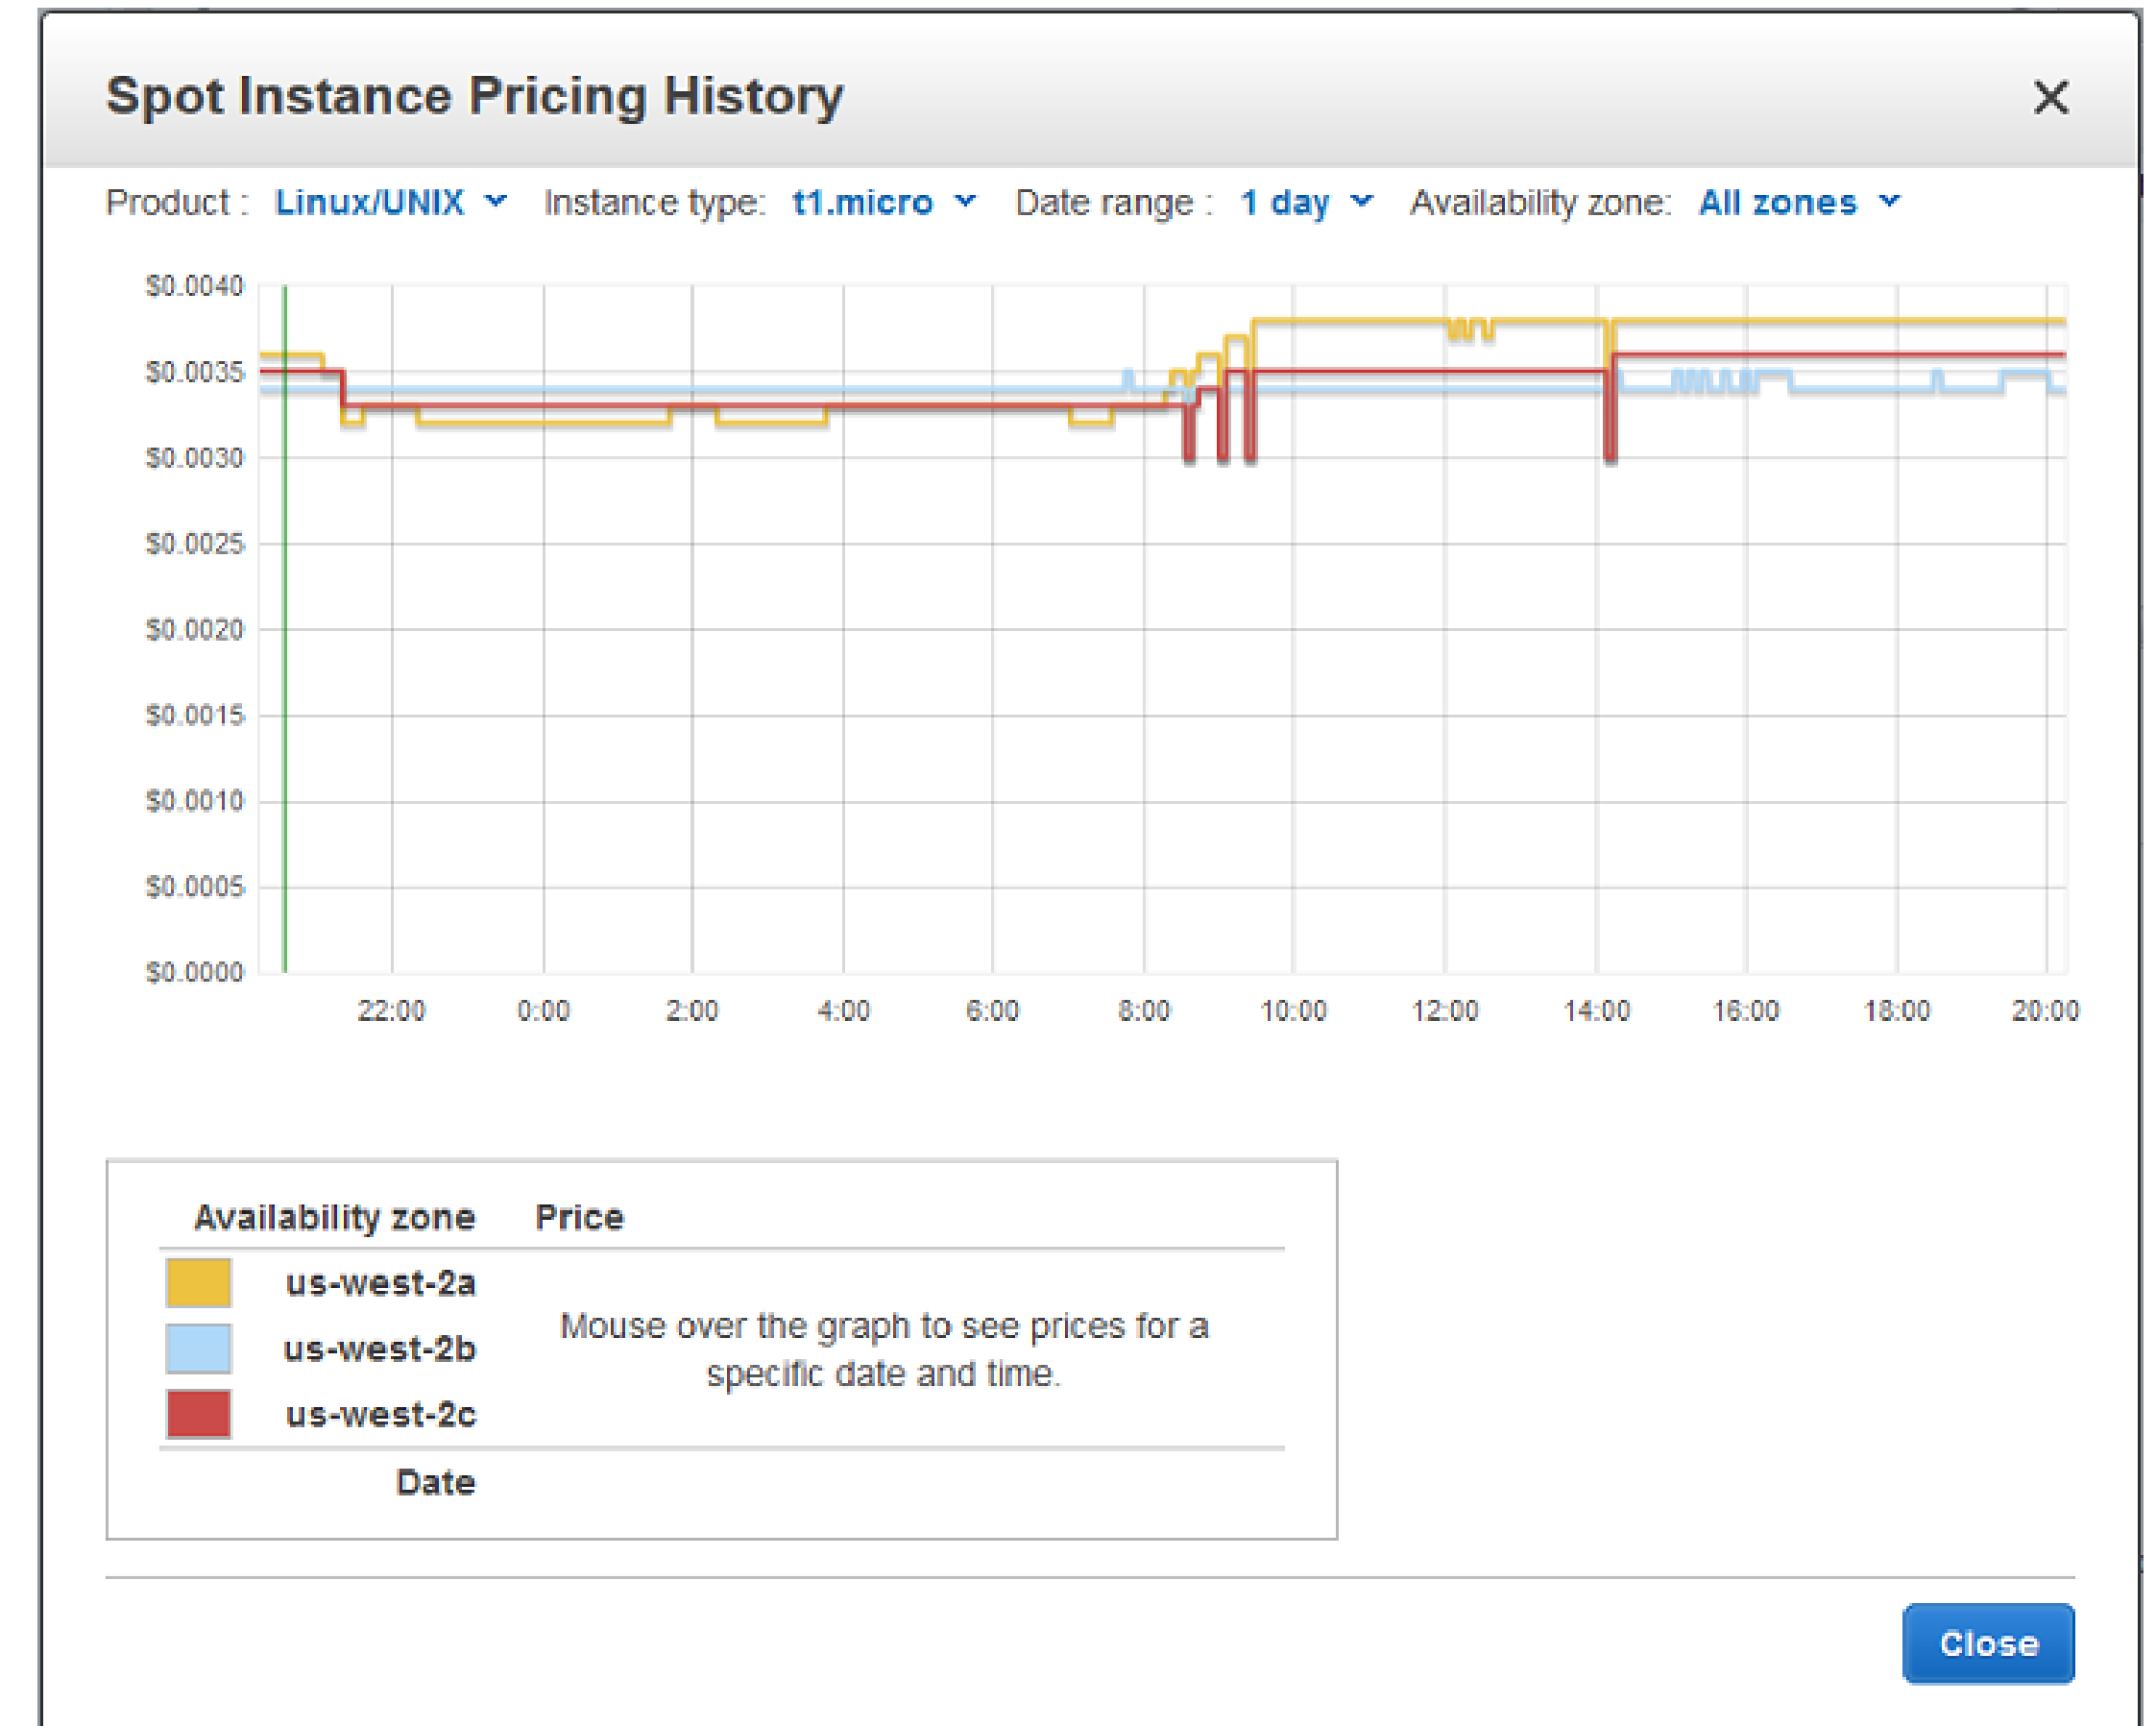 Spot Instance Pricing History
Product : Linux/UNIX Instance type: t1.micro Date range : 1 day Availability zone: All zones
$0.0040
$0.0035
$0.0030
$0.0025
$0.0020
$0.0015
$0.0010
$0.0005
$0.0000
22:00 0:00 2:00 4:00 6:00 8:00 10:00 12:00 14:00 16:00 18:00 20:00
Availability zone Price
us-west-2a
us-west-2b
us-west-2c
Mouse over the graph to see prices for a
specific date and time.
Date
Close